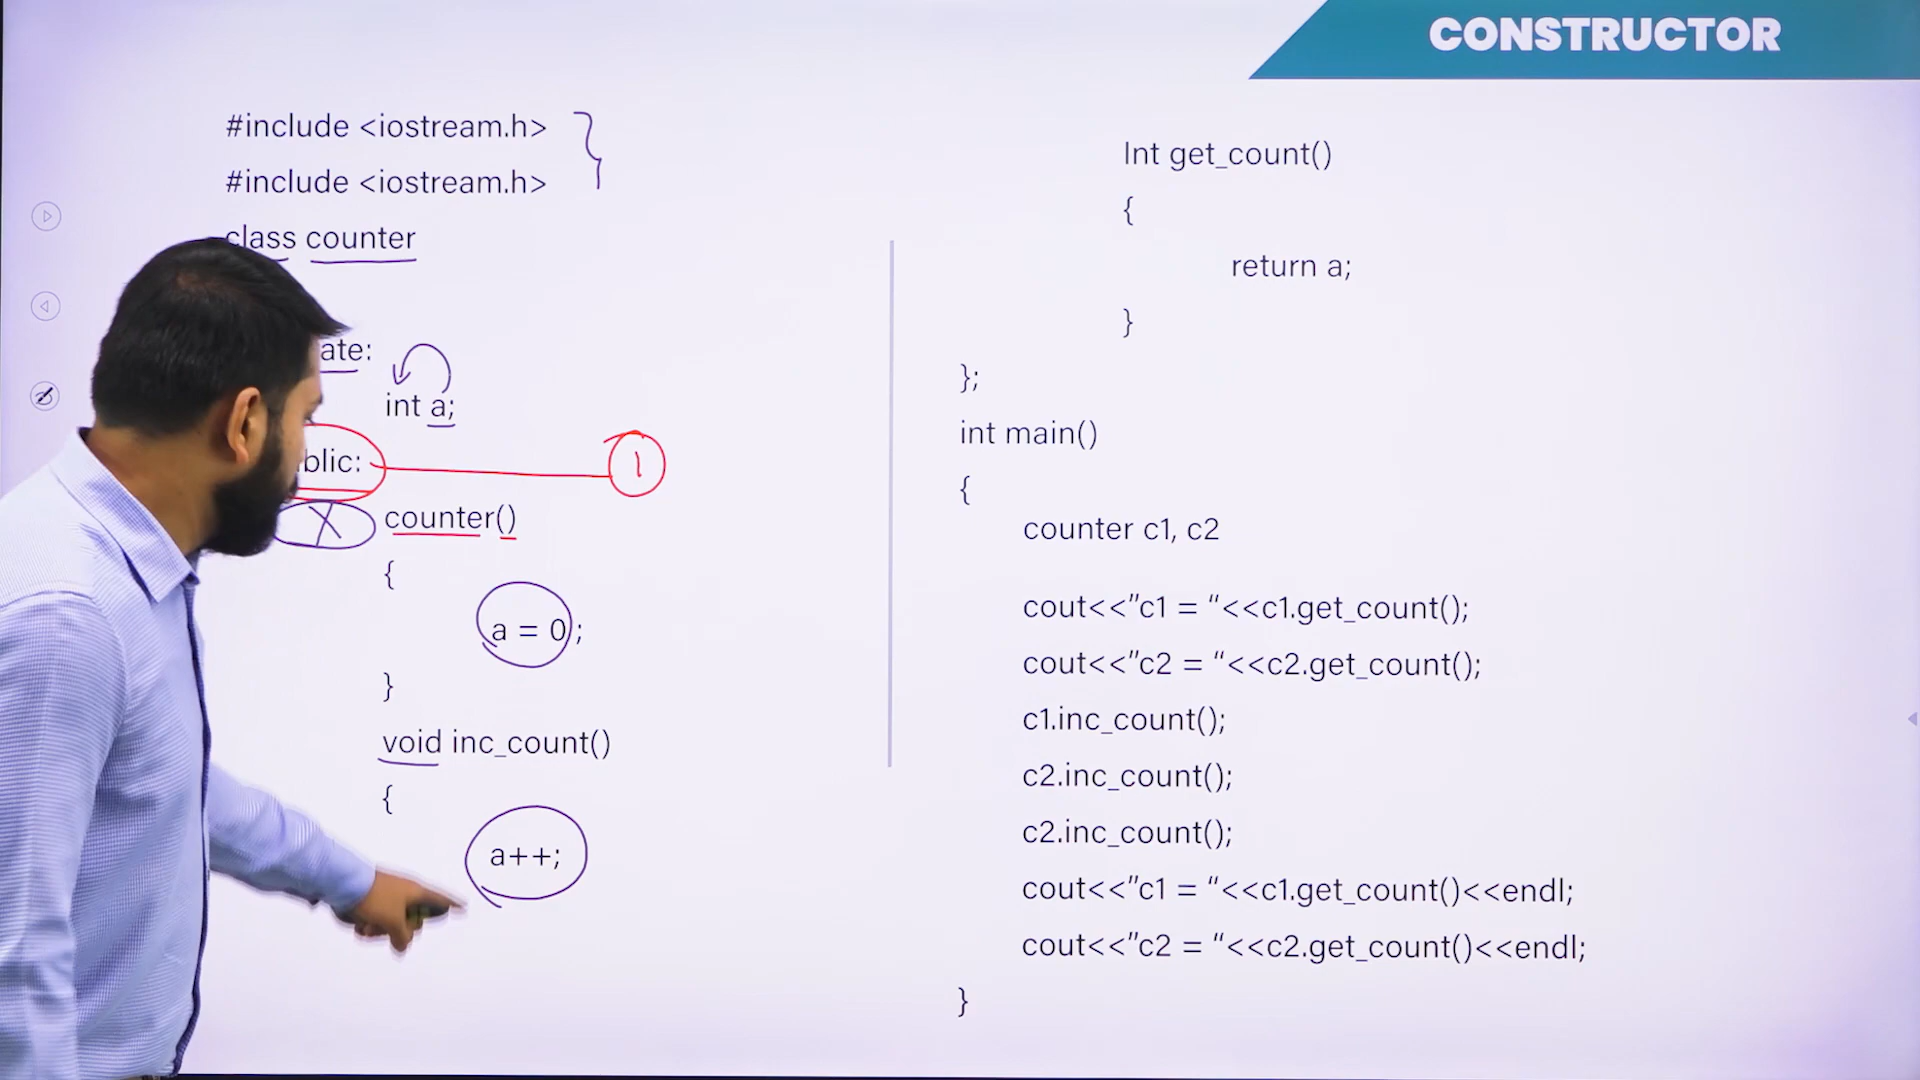 CONSTRUCTOR
#include <iostream.h>
#include <iostream.h>
class counter
ate:
int a;
blic:
1
X
counter()
{
a = 0;
}
void inc_count()
{
a++;
Int get_count()
{
return a;
}
};
int main()
{
counter c1, c2
cout<<”c1 = “<<c1.get_count();
cout<<”c2 = “<<c2.get_count();
c1.inc_count();
c2.inc_count();
c2.inc_count();
cout<<”c1 = “<<c1.get_count()<<endl;
cout<<”c2 = “<<c2.get_count()<<endl;
}